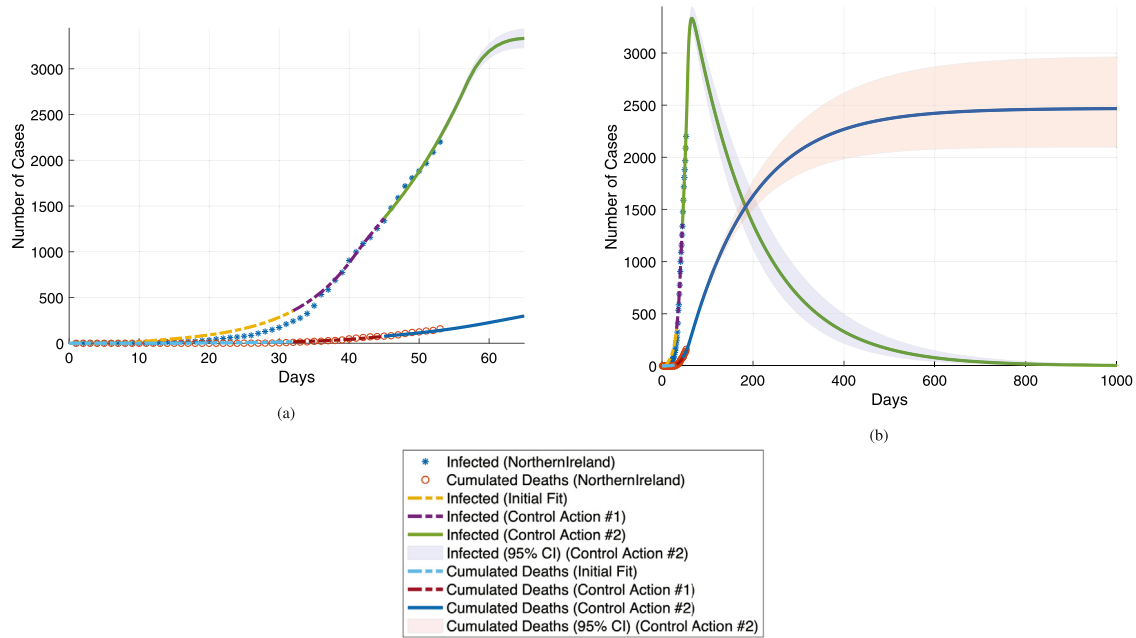 3000
2500
2000
1500
1000
500
0
Number of Cases
0 10 20 30 40 50 60
Days
(a)
3000
2500
2000
1500
1000
500
0
Number of Cases
0 200 400 600 800 1000
Days
(b)
Infected (NorthernIreland)
Cumulated Deaths (NorthernIreland)
Infected (Initial Fit)
Infected (Control Action #1)
Infected (Control Action #2)
Infected (95% CI) (Control Action #2)
Cumulated Deaths (Initial Fit)
Cumulated Deaths (Control Action #1)
Cumulated Deaths (Control Action #2)
Cumulated Deaths (95% CI) (Control Action #2)